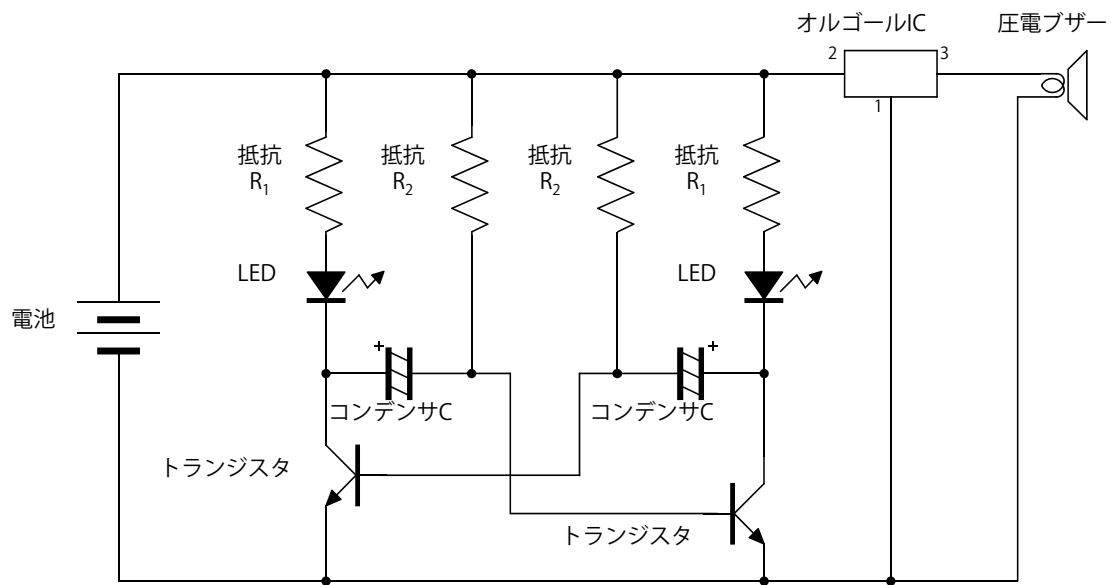 オルゴールIC
圧電ブザー
2
3
1
抵抗
R₁
抵抗
R₂
抵抗
R₂
抵抗
R₁
LED
LED
電池
+
+
コンデンサC
コンデンサC
トランジスタ
トランジスタ